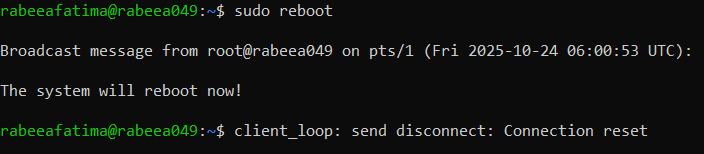 rabeeafatima@rabeea049:~$ sudo reboot
Broadcast message from root@rabeea049 on pts/1 (Fri 2025-10-24 06:00:53 UTC):
The system will reboot now!
rabeeafatima@rabeea049:~$ client_loop: send disconnect: Connection reset